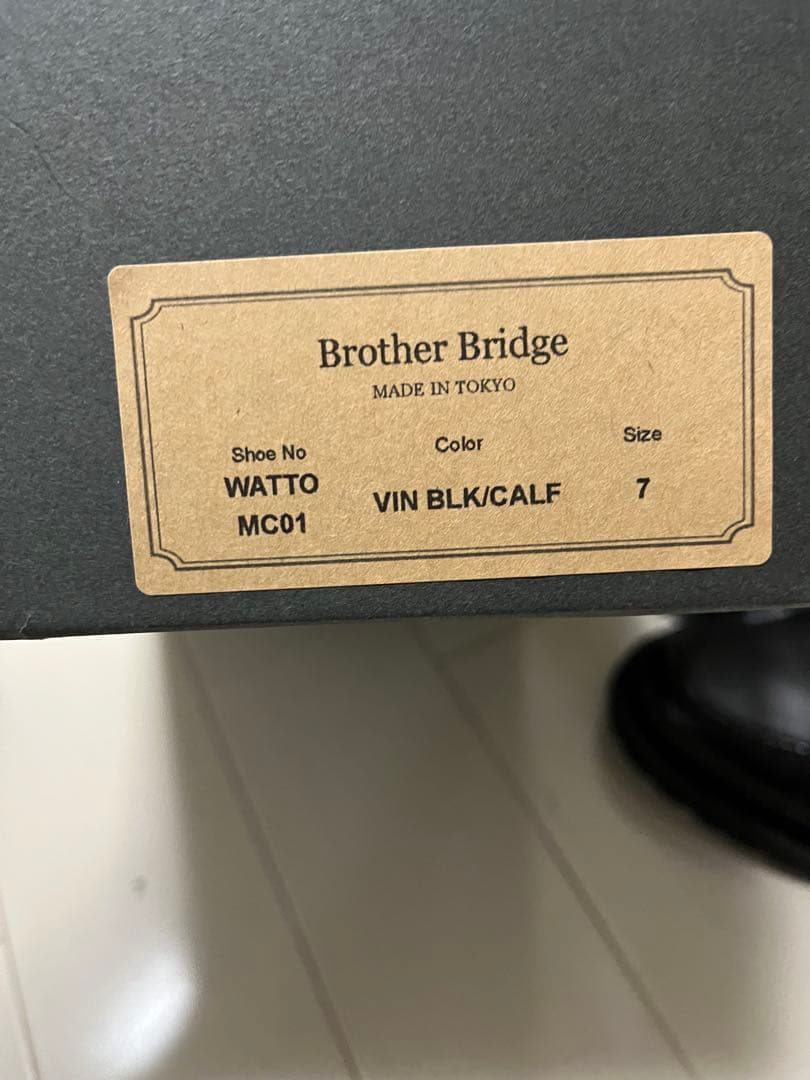 Brother Bridge
MADE IN TOKYO
Shoe No Color Size
WATTO
MC01 VIN BLK/CALF 7